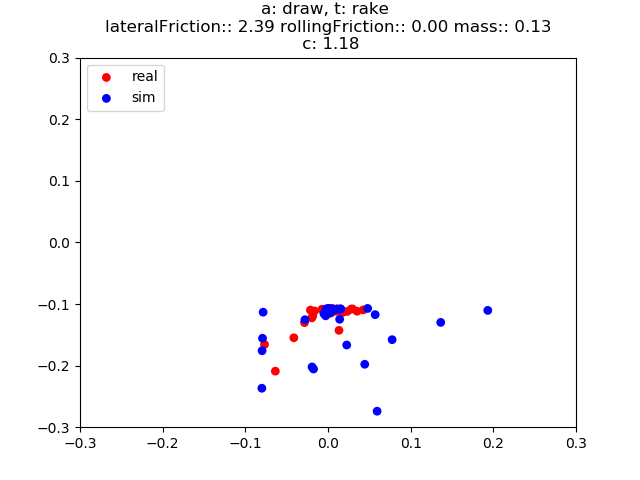 a: draw, t: rake
lateralFriction:: 2.39 rollingFriction:: 0.00 mass:: 0.13
c: 1.18
real
sim
0.3
0.2
0.1
0.0
−0.1
−0.2
−0.3
−0.3
−0.2
−0.1
0.0
0.1
0.2
0.3